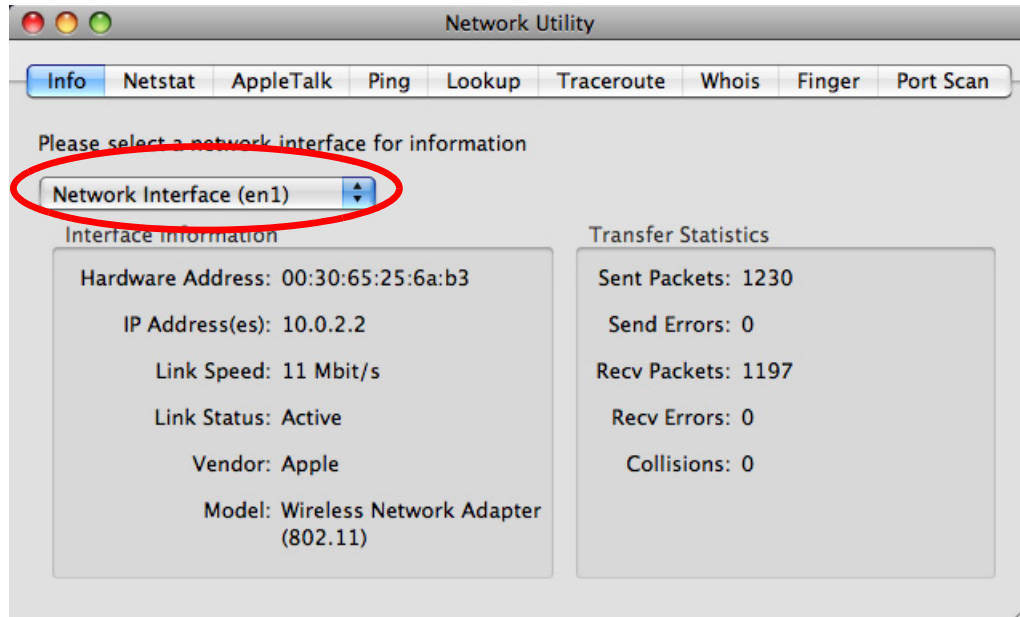 Network Utility
Info Netstat AppleTalk Ping Lookup Traceroute Whois Finger Port Scan
Please select a network interface for information
Network Interface (en1)
Interface Information
Hardware Address: 00:30:65:25:6a:b3
IP Address(es): 10.0.2.2
Link Speed: 11 Mbit/s
Link Status: Active
Vendor: Apple
Model: Wireless Network Adapter
(802.11)
Transfer Statistics
Sent Packets: 1230
Send Errors: 0
Recv Packets: 1197
Recv Errors: 0
Collisions: 0